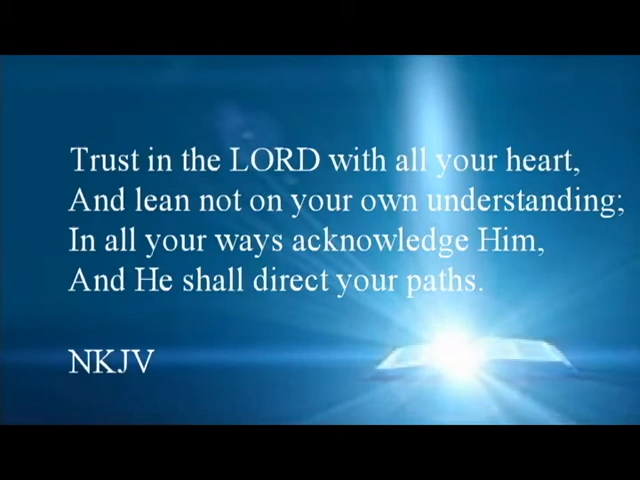 Trust in the LORD with all your heart,
And lean not on your own understanding;
In all your ways acknowledge Him,
And He shall direct your paths.
NKJV